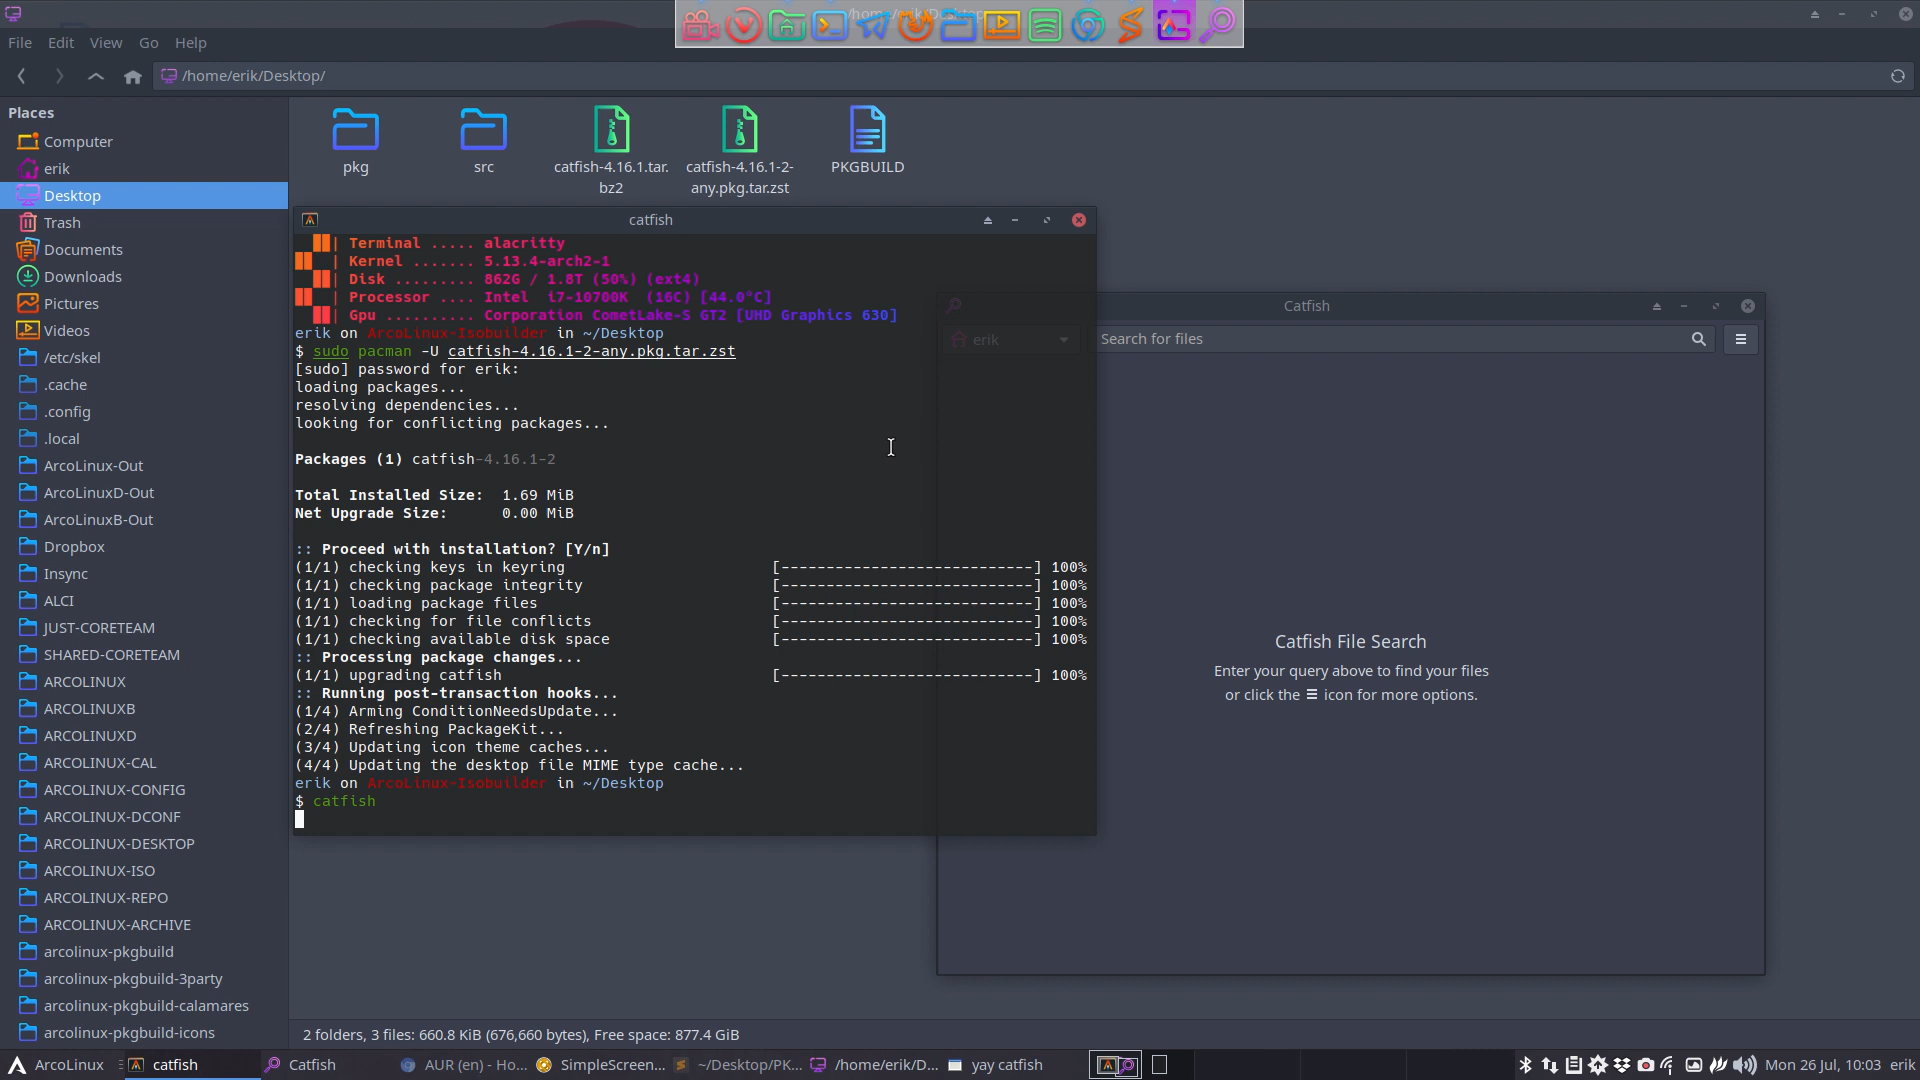 /home/erik/Desktop
File Edit View Go Help
/home/erik/Desktop/
Places
Computer
erik
Desktop
Trash
Documents
Downloads
Pictures
Videos
/etc/skel
.cache
.config
.local
ArcoLinux-Out
ArcoLinuxD-Out
ArcoLinuxB-Out
Dropbox
Insync
ALCI
JUST-CORETEAM
SHARED-CORETEAM
ARCOLINUX
ARCOLINUXB
ARCOLINUXD
ARCOLINUX-CAL
ARCOLINUX-CONFIG
ARCOLINUX-DCONF
ARCOLINUX-DESKTOP
ARCOLINUX-ISO
ARCOLINUX-REPO
ARCOLINUX-ARCHIVE
arcolinux-pkgbuild
arcolinux-pkgbuild-3party
arcolinux-pkgbuild-calamares
arcolinux-pkgbuild-icons
pkg
src
catfish-4.16.1.tar.
bz2
catfish-4.16.1-2-
any.pkg.tar.zst
PKGBUILD
catfish
| Terminal ..... alacritty
| Kernel ....... 5.13.4-arch2-1
| Disk ......... 862G / 1.8T (50%) (ext4)
| Processor .... Intel i7-10700K (16C) [44.0°C]
| Gpu .......... Corporation CometLake-S GT2 [UHD Graphics 630]
erik on ArcoLinux-Isobuilder in ~/Desktop
$ sudo pacman -U catfish-4.16.1-2-any.pkg.tar.zst
[sudo] password for erik:
loading packages...
resolving dependencies...
looking for conflicting packages...
Packages (1) catfish-4.16.1-2
Total Installed Size: 1.69 MiB
Net Upgrade Size: 0.00 MiB
:: Proceed with installation? [Y/n]
(1/1) checking keys in keyring [----------------------------] 100%
(1/1) checking package integrity [----------------------------] 100%
(1/1) loading package files [----------------------------] 100%
(1/1) checking for file conflicts [----------------------------] 100%
(1/1) checking available disk space [----------------------------] 100%
:: Processing package changes...
(1/1) upgrading catfish [----------------------------] 100%
:: Running post-transaction hooks...
(1/4) Arming ConditionNeedsUpdate...
(2/4) Refreshing PackageKit...
(3/4) Updating icon theme caches...
(4/4) Updating the desktop file MIME type cache...
erik on ArcoLinux-Isobuilder in ~/Desktop
$ catfish
Catfish
erik
Search for files
Catfish File Search
Enter your query above to find your files
or click the ☰ icon for more options.
2 folders, 3 files: 660.8 KiB (676,660 bytes), Free space: 877.4 GiB
ArcoLinux
catfish
Catfish
AUR (en) - Ho...
SimpleScreen...
~/Desktop/PK...
/home/erik/D...
yay catfish
Mon 26 Jul, 10:03 erik